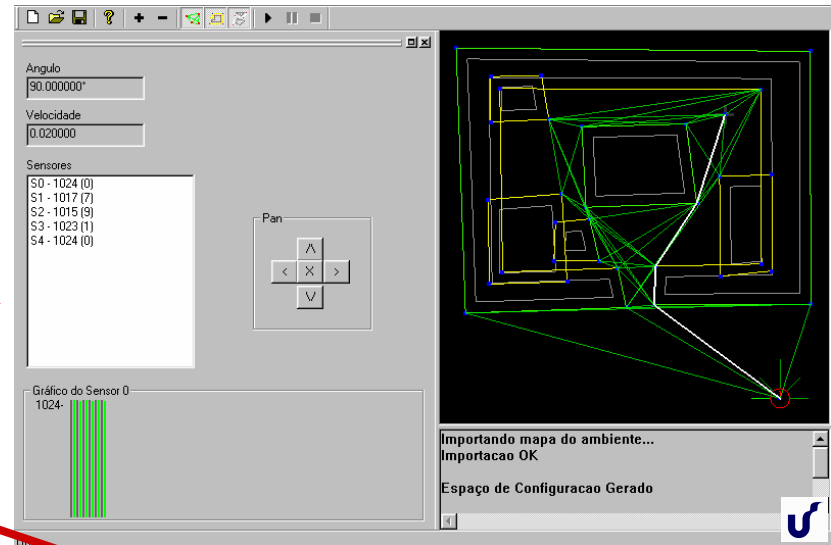 Angulo
90.000000°
Velocidade
0.020000
Sensores
S0 - 1024 (0)
S1 - 1017 (7)
S2 - 1015 (9)
S3 - 1023 (1)
S4 - 1024 (0)
Pan
/\
< X >
\/
Gráfico do Sensor 0
1024-
Importando mapa do ambiente...
Importacao OK
Espaço de Configuracao Gerado